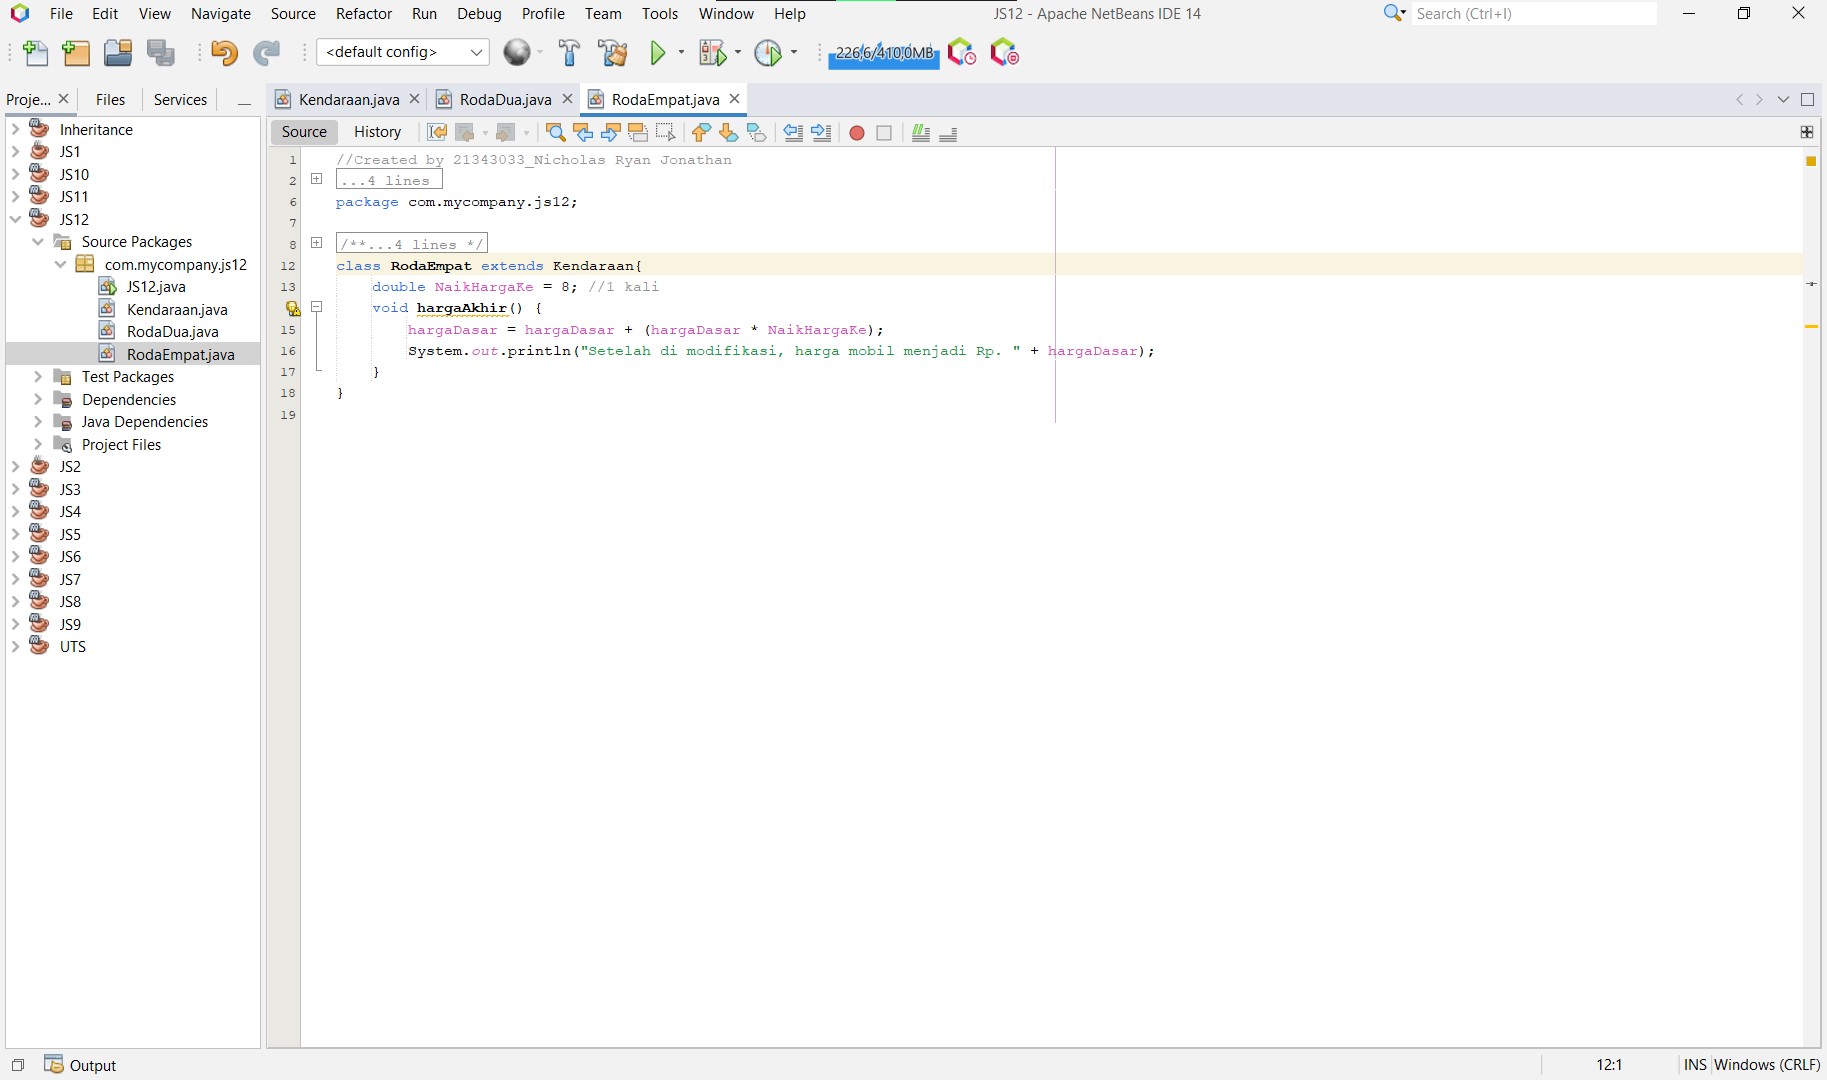 File Edit View Navigate Source Refactor Run Debug Profile Team Tools Window Help JS12 - Apache NetBeans IDE 14 Search (Ctrl+I)
<default config> 226,6/410,0MB
Proje... Files Services Kendaraan.java RodaDua.java RodaEmpat.java
Source History
Inheritance
JS1
JS10
JS11
JS12
Source Packages
com.mycompany.js12
JS12.java
Kendaraan.java
RodaDua.java
RodaEmpat.java
Test Packages
Dependencies
Java Dependencies
Project Files
JS2
JS3
JS4
JS5
JS6
JS7
JS8
JS9
UTS
1 //Created by 21343033_Nicholas Ryan Jonathan
2 ...4 lines
6 package com.mycompany.js12;
7
8 /**...4 lines */
12 class RodaEmpat extends Kendaraan{
13 double NaikHargaKe = 8; //1 kali
void hargaAkhir() {
15 hargaDasar = hargaDasar + (hargaDasar * NaikHargaKe);
16 System.out.println("Setelah di modifikasi, harga mobil menjadi Rp. " + hargaDasar);
17 }
18 }
19
Output 12:1 INS Windows (CRLF)